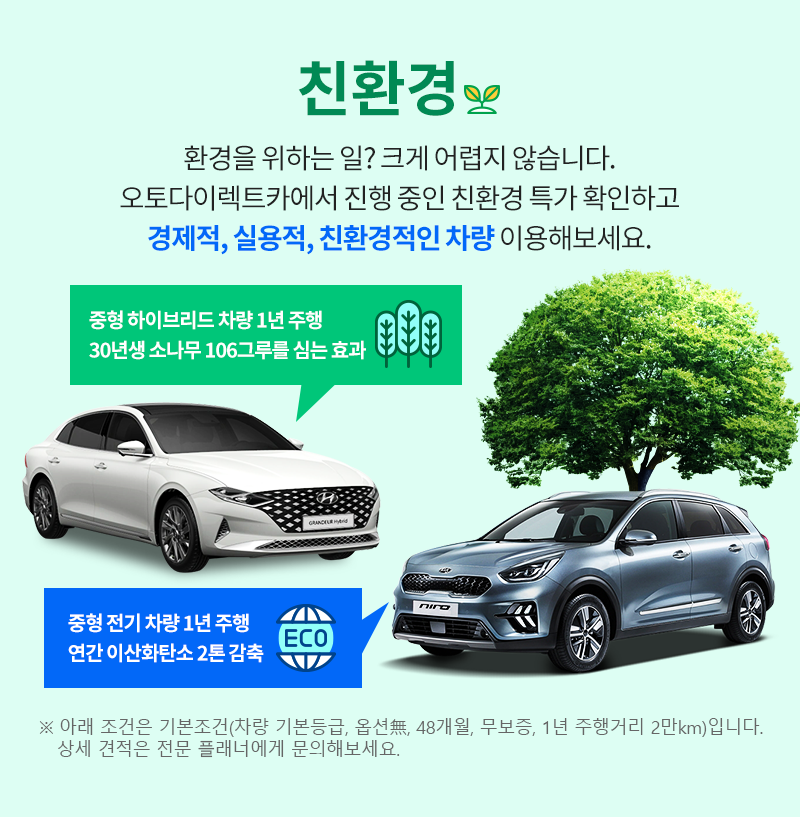 친환경
환경을 위하는 일? 크게 어렵지 않습니다.
오토다이렉트카에서 진행 중인 친환경 특가 확인하고
경제적, 실용적, 친환경적인 차량 이용해보세요.
중형 하이브리드 차량 1년 주행
30년생 소나무 106그루를 심는 효과
GRANDEUR Hybrid
niro
중형 전기 차량 1년 주행
연간 이산화탄소 2톤 감축
ECO
※ 아래 조건은 기본조건(차량 기본등급, 옵션無, 48개월, 무보증, 1년 주행거리 2만km)입니다.
상세 견적은 전문 플래너에게 문의해보세요.